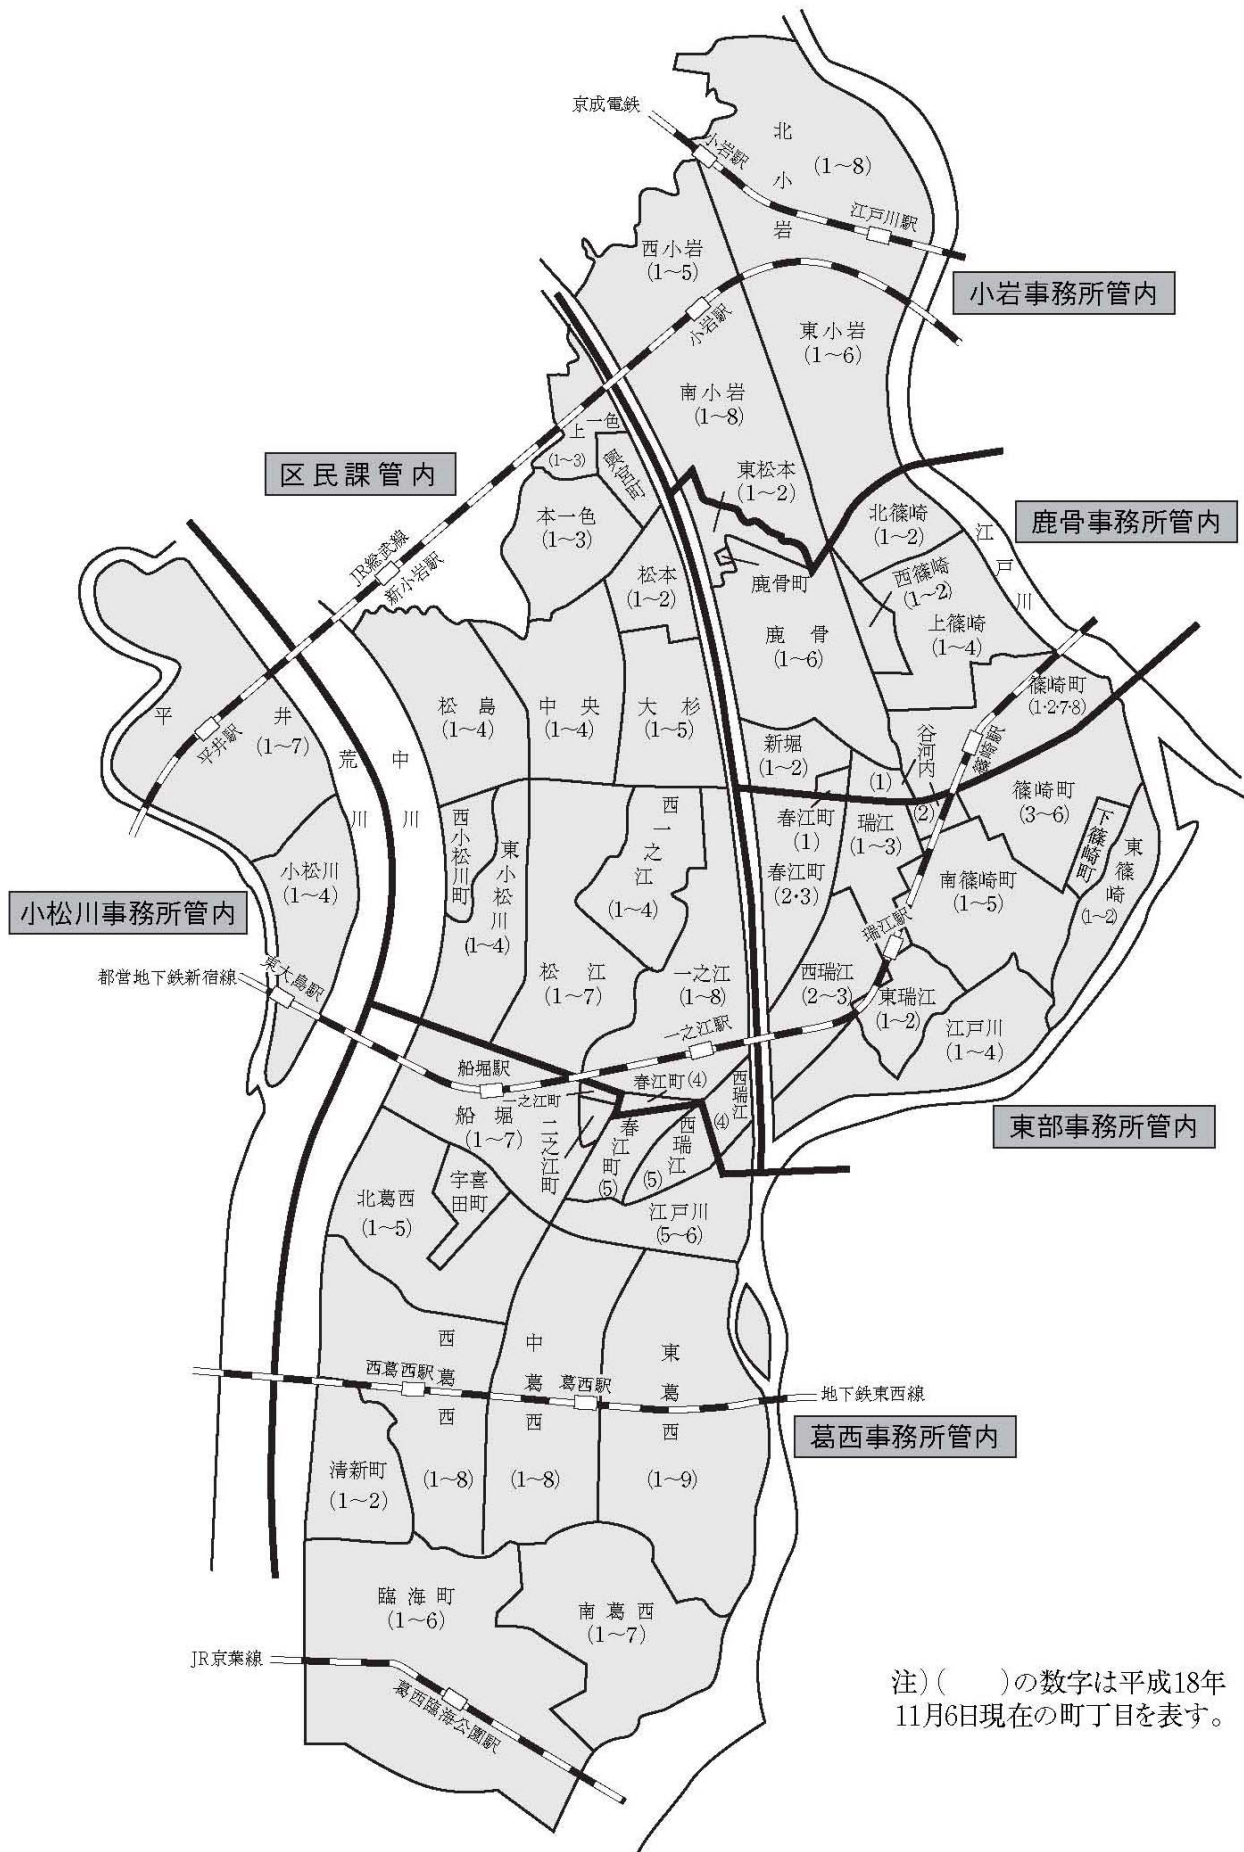 京成電鉄
小岩駅
北小岩
(1~8)
江戸川駅
西小岩
(1~5)
小岩駅
小岩事務所管内
東小岩
(1~6)
南小岩
(1~8)
上一色
(1~3)
興宮町
区民課管内
東松本
(1~2)
本一色
(1~3)
北篠崎
(1~2)
鹿骨事務所管内
江戸川
JR総武線
新小岩駅
松本
(1~2)
鹿骨町
西篠崎
(1~2)
上篠崎
(1~4)
鹿骨
(1~6)
篠崎町
(1·2·7·8)
平井
(1~7)
平井駅
荒川
中川
松島
(1~4)
中央
(1~4)
大杉
(1~5)
新堀
(1~2)
(1)
谷河内
(2)
篠崎駅
篠崎町
(3~6)
下篠崎町
東篠崎
(1~2)
春江町
(1)
瑞江
(1~3)
春江町
(2·3)
南篠崎町
(1~5)
西小松川町
東小松川
(1~4)
西一之江
(1~4)
小松川
(1~4)
小松川事務所管内
都営地下鉄新宿線
東大島駅
松江
(1~7)
一之江
(1~8)
一之江駅
瑞江駅
西瑞江
(2~3)
東瑞江
(1~2)
江戸川
(1~4)
船堀駅
船堀
(1~7)
一之江町
二之江町
春江町(4)
西瑞江
(4)
春江町
(5)
西瑞江
(5)
東部事務所管内
北葛西
(1~5)
宇喜
田町
江戸川
(5~6)
西葛西
(1~8)
中葛西
(1~8)
東葛西
(1~9)
西葛西駅
葛西駅
地下鉄東西線
葛西事務所管内
清新町
(1~2)
臨海町
(1~6)
南葛西
(1~7)
JR京葉線
葛西臨海公園駅
注)(　　)の数字は平成18年
11月6日現在の町丁目を表す。